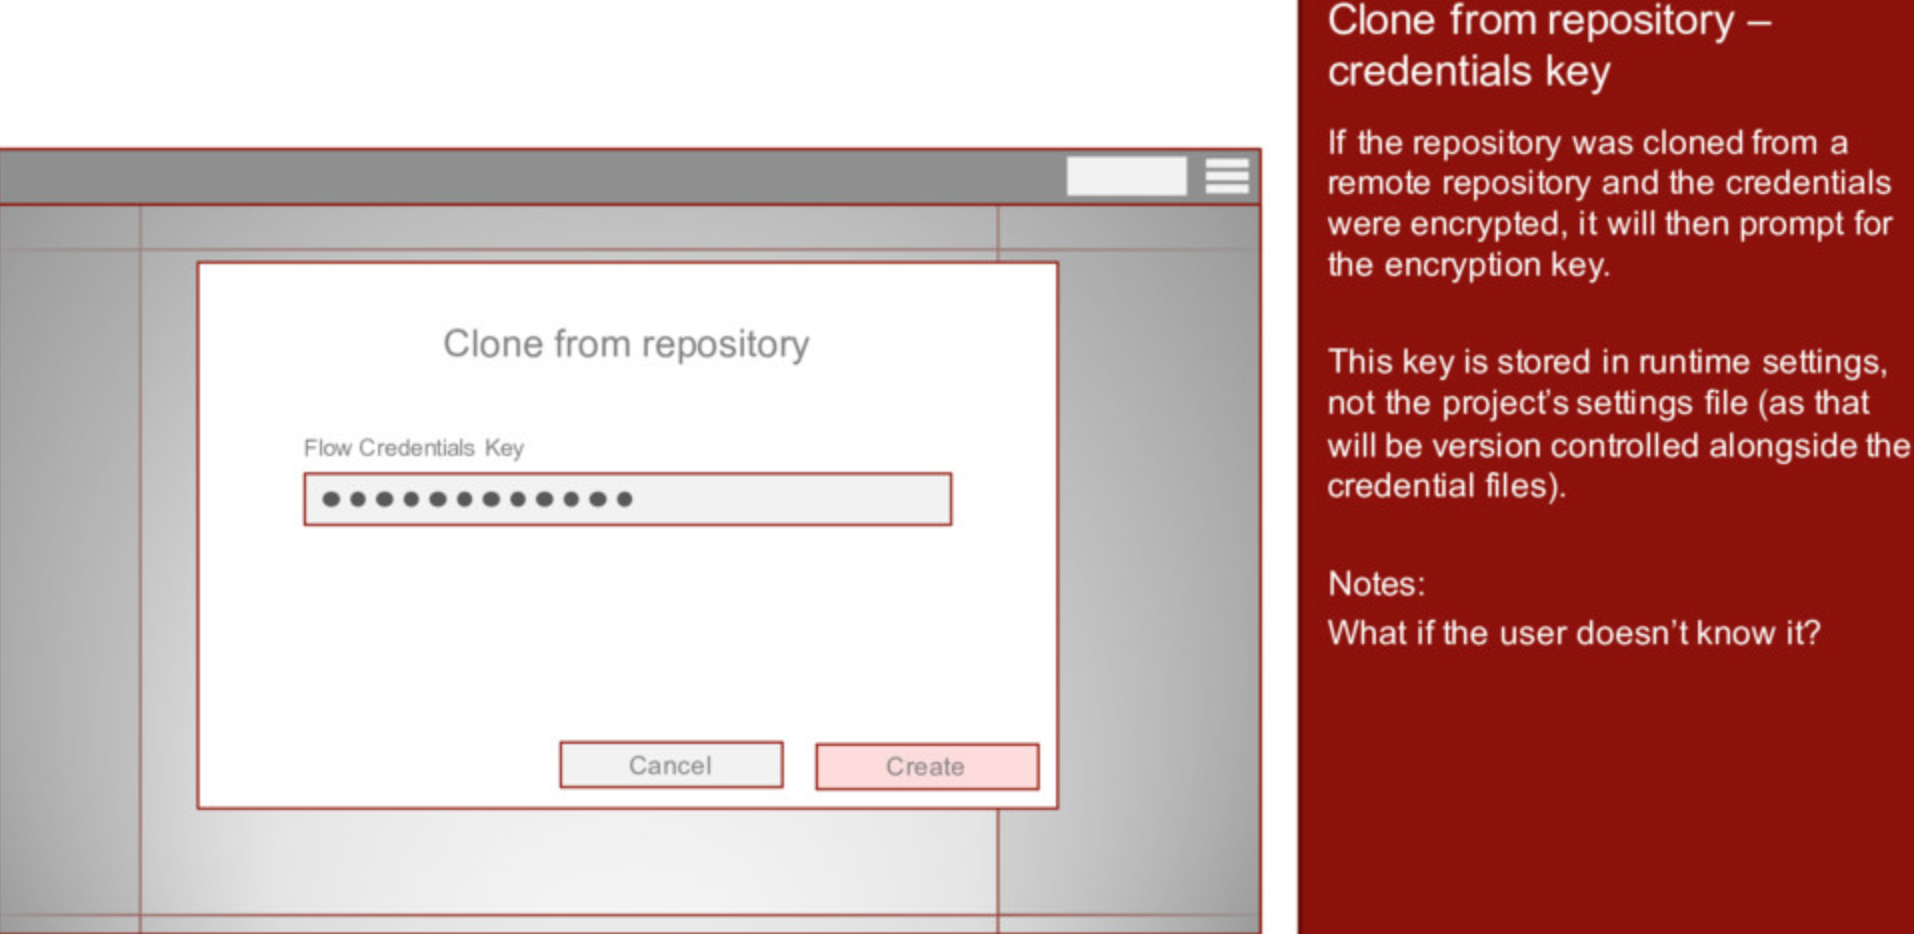 Clone from repository –
credentials key
If the repository was cloned from a
remote repository and the credentials
were encrypted, it will then prompt for
the encryption key.
This key is stored in runtime settings,
not the project’s settings file (as that
will be version controlled alongside the
credential files).
Notes:
What if the user doesn’t know it?
Clone from repository
Flow Credentials Key
Cancel
Create